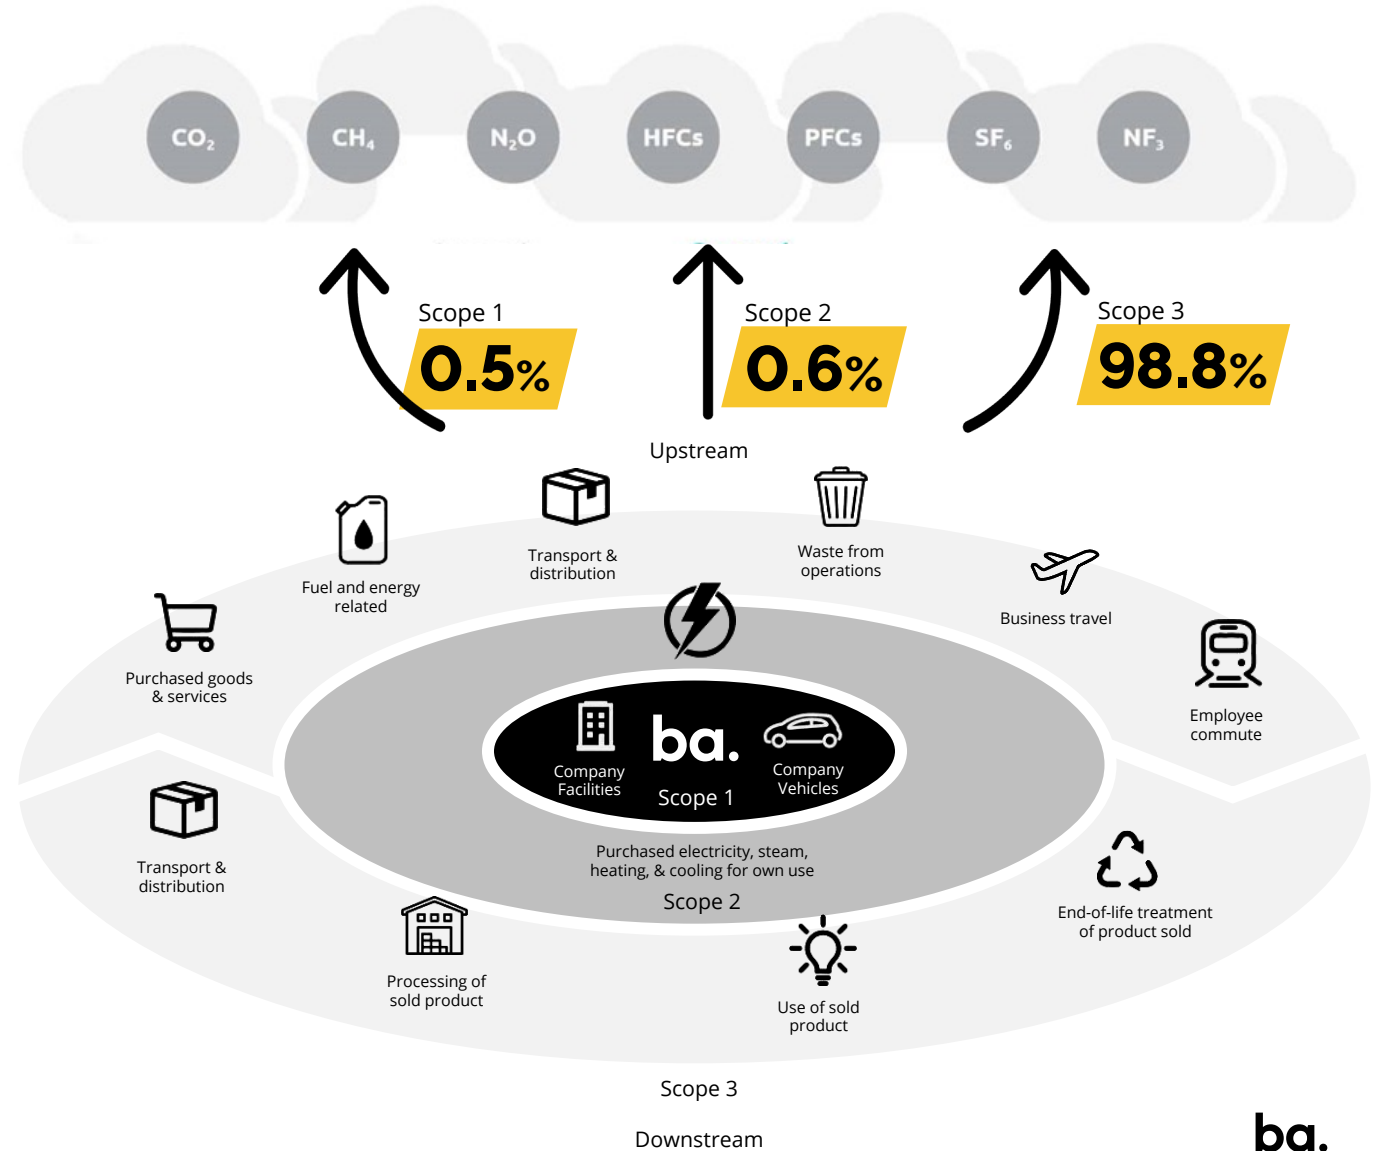 CO₂
CH₄
N₂O
HFCs
PFCs
SF₆
NF₃
Scope 1
0.5%
Scope 2
0.6%
Scope 3
98.8%
Upstream
Purchased goods
& services
Fuel and energy
related
Transport &
distribution
Waste from
operations
Business travel
Employee
commute
Company
Facilities
ba.
Scope 1
Company
Vehicles
Purchased electricity, steam,
heating, & cooling for own use
Scope 2
Transport &
distribution
Processing of
sold product
Use of sold
product
End-of-life treatment
of product sold
Scope 3
Downstream
ba.